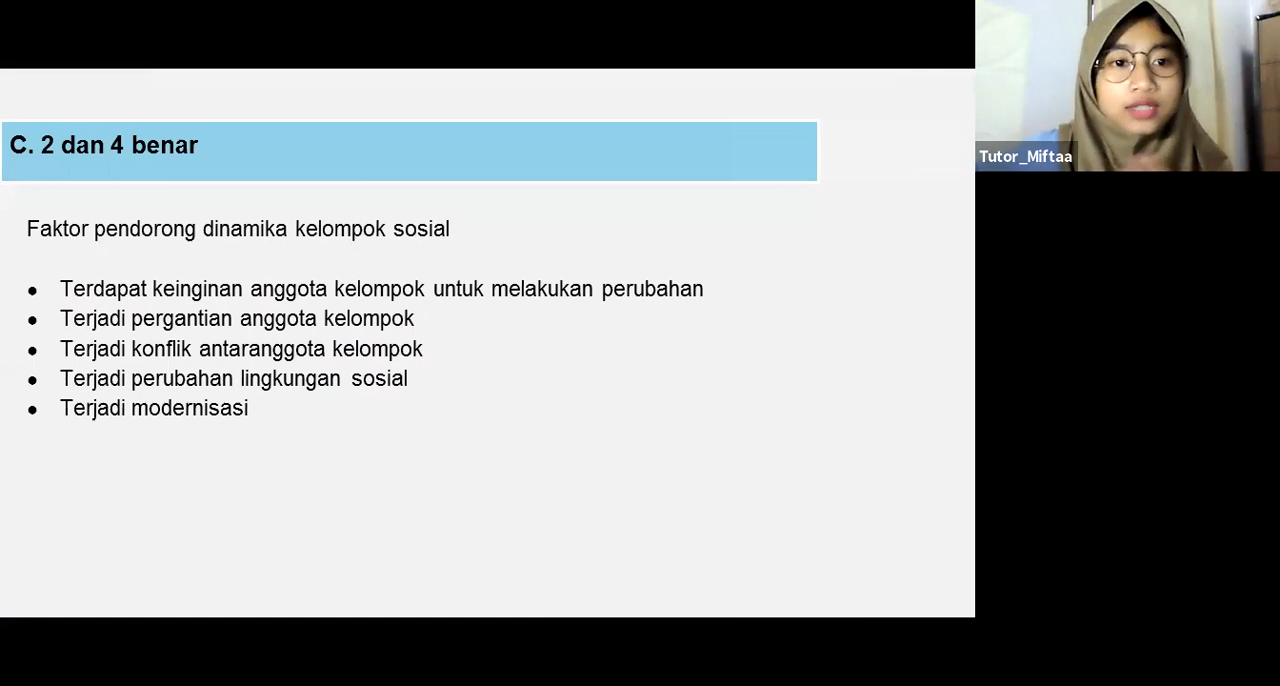 C. 2 dan 4 benar
Faktor pendorong dinamika kelompok sosial
● Terdapat keinginan anggota kelompok untuk melakukan perubahan
● Terjadi pergantian anggota kelompok
● Terjadi konflik antaranggota kelompok
● Terjadi perubahan lingkungan sosial
● Terjadi modernisasi
Tutor_Miftaa